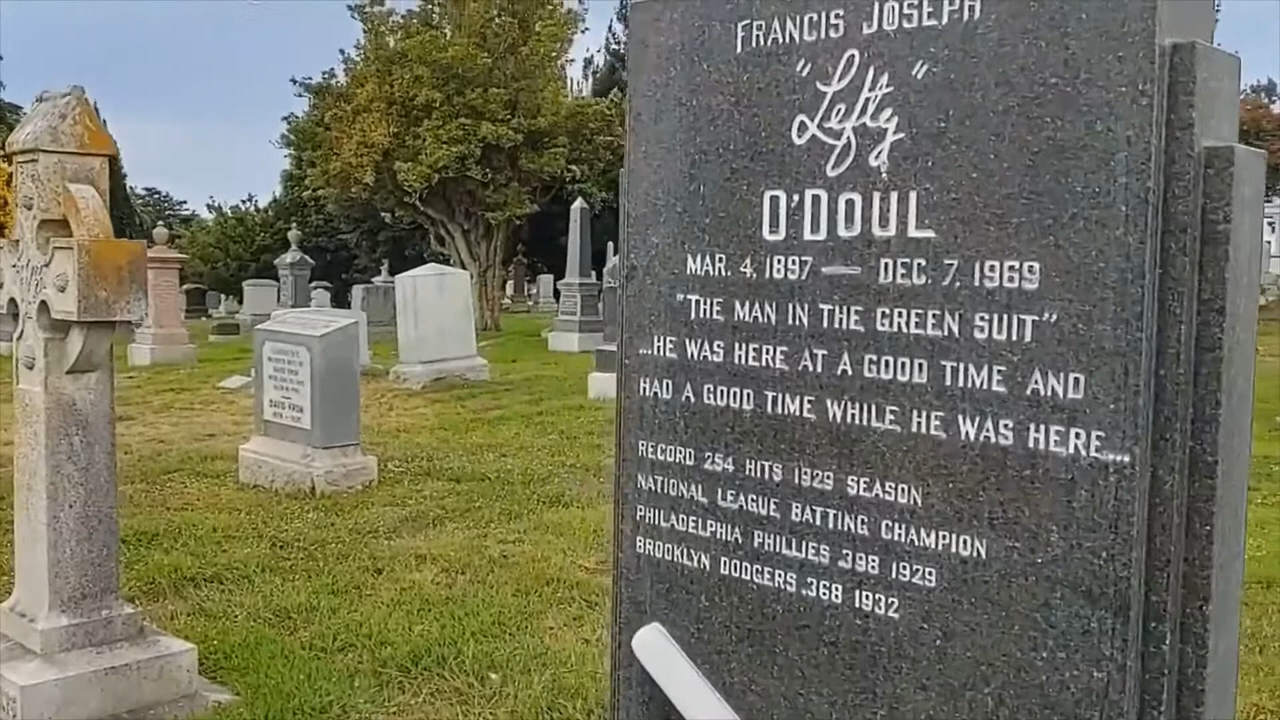 FRANCIS JOSEPH
"Lefty"
O'DOUL
MAR. 4, 1897 — DEC. 7, 1969
"THE MAN IN THE GREEN SUIT"
...HE WAS HERE AT A GOOD TIME AND
HAD A GOOD TIME WHILE HE WAS HERE...
RECORD 254 HITS 1929 SEASON
NATIONAL LEAGUE BATTING CHAMPION
PHILADELPHIA PHILLIES .398 1929
BROOKLYN DODGERS .368 1932
DAVID